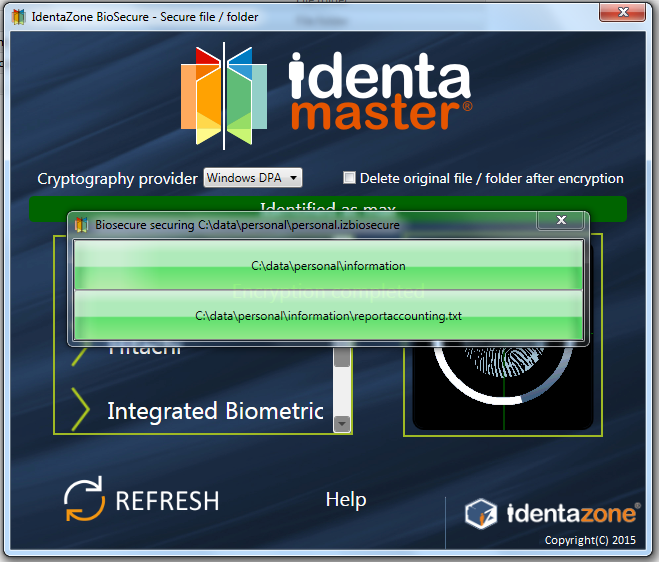 IdentaZone BioSecure - Secure file / folder
identa
master®
Cryptography provider
Windows DPA
Delete original file / folder after encryption
Identified as max
Biosecure securing C:\data\personal\personal.izbiosecure
C:\data\personal\information
Encryption completed
C:\data\personal\information\reportaccounting.txt
Hitachi
Integrated Biometric
REFRESH
Help
identazone®
Copyright(C) 2015